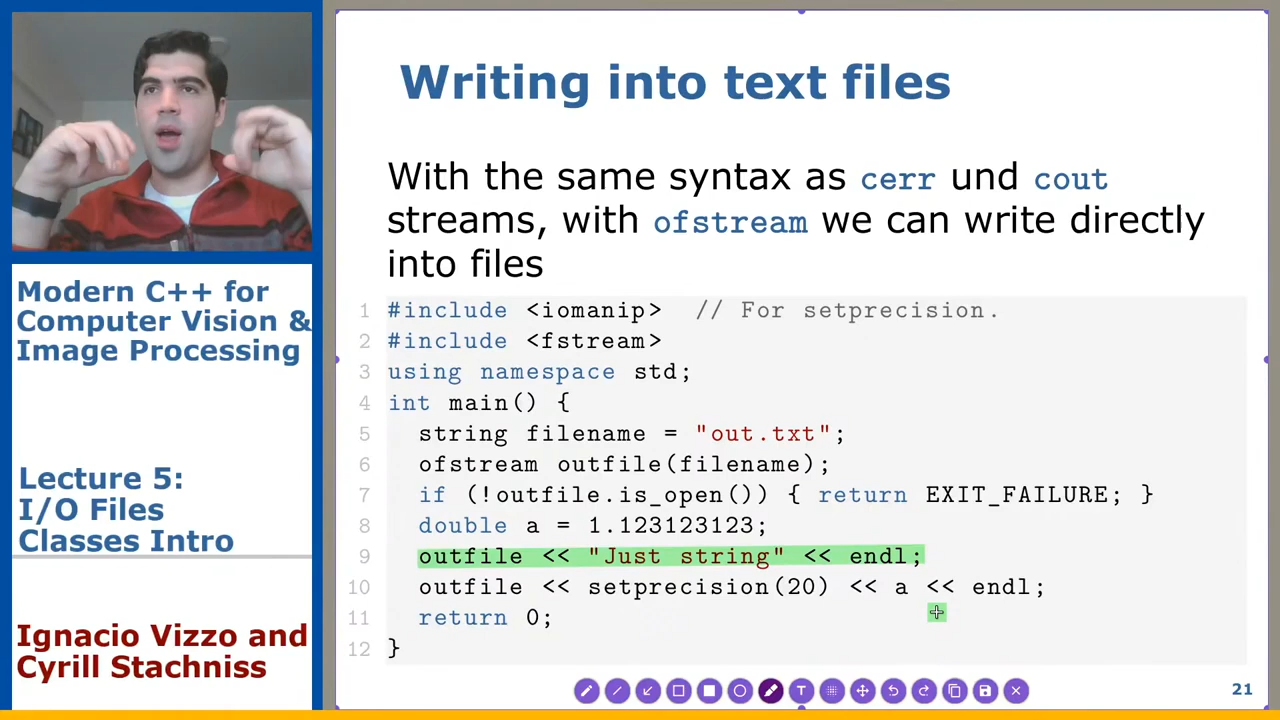 Writing into text files
With the same syntax as cerr und cout
streams, with ofstream we can write directly
into files
1 #include <iomanip>  // For setprecision.
2 #include <fstream>
3 using namespace std;
4 int main() {
5   string filename = "out.txt";
6   ofstream outfile(filename);
7   if (!outfile.is_open()) { return EXIT_FAILURE; }
8   double a = 1.123123123;
9   outfile << "Just string" << endl;
10   outfile << setprecision(20) << a << endl;
11   return 0;
12 }
T
21
Modern C++ for
Computer Vision &
Image Processing
Lecture 5:
I/O Files
Classes Intro
Ignacio Vizzo and
Cyrill Stachniss